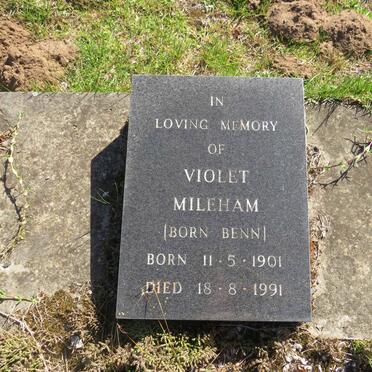 IN
LOVING MEMORY
OF
VIOLET
MILEHAM
(BORN BENN)
BORN 11·5·1901
DIED 18·8·1991